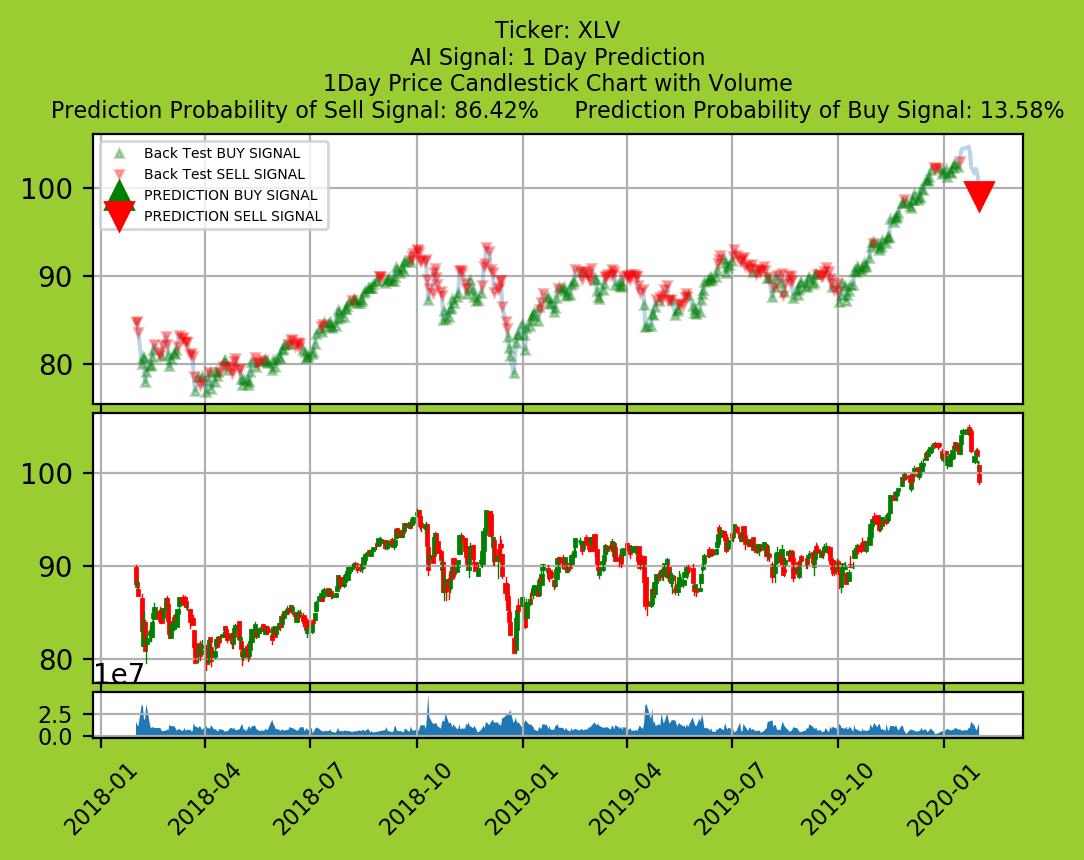 Ticker: XLV
AI Signal: 1 Day Prediction
1Day Price Candlestick Chart with Volume
Prediction Probability of Sell Signal: 86.42% Prediction Probability of Buy Signal: 13.58%
Back Test BUY SIGNAL
Back Test SELL SIGNAL
PREDICTION BUY SIGNAL
PREDICTION SELL SIGNAL
100
90
80
100
90
80
1e7
2.5
0.0
2018-01
2018-04
2018-07
2018-10
2019-01
2019-04
2019-07
2019-10
2020-01